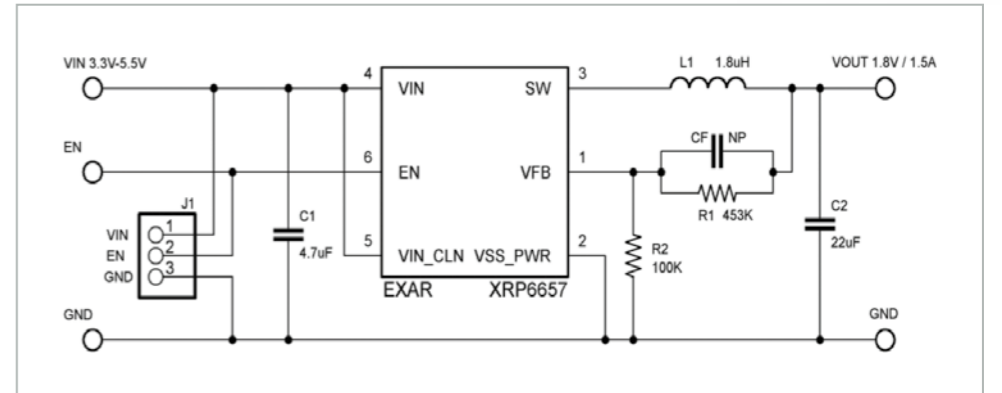 VIN 3.3V-5.5V
4
3
L1 1.8uH
VOUT 1.8V / 1.5A
VIN
SW
EN
6
1
CF NP
EN
VFB
R1 453K
J1
VIN 1
EN 2
GND 3
C1
4.7uF
5
2
VIN_CLN VSS_PWR
R2
100K
C2
22uF
EXAR XRP6657
GND
GND